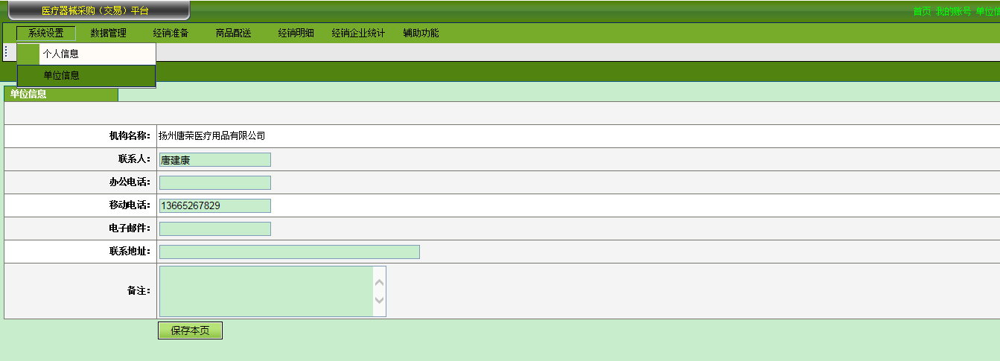 医疗器械采购（交易）平台
首页 我的账号 单位信
系统设置 数据管理 经销准备 商品配送 经销明细 经销企业统计 辅助功能
个人信息
单位信息
单位信息
机构名称： 扬州唐荣医疗用品有限公司
联系人： 唐建康
办公电话：
移动电话： 13665267829
电子邮件：
联系地址：
备注：
保存本页